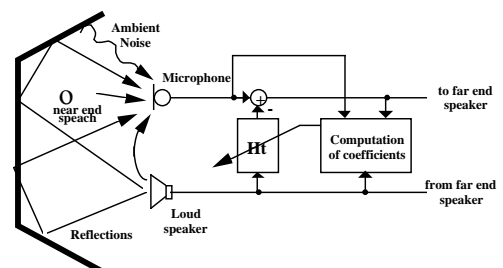 Ambient
Noise
Microphone
O
near end
speach
+
-
to far end
speaker
Ht
Computation
of coefficients
from far end
speaker
Loud
speaker
Reflections